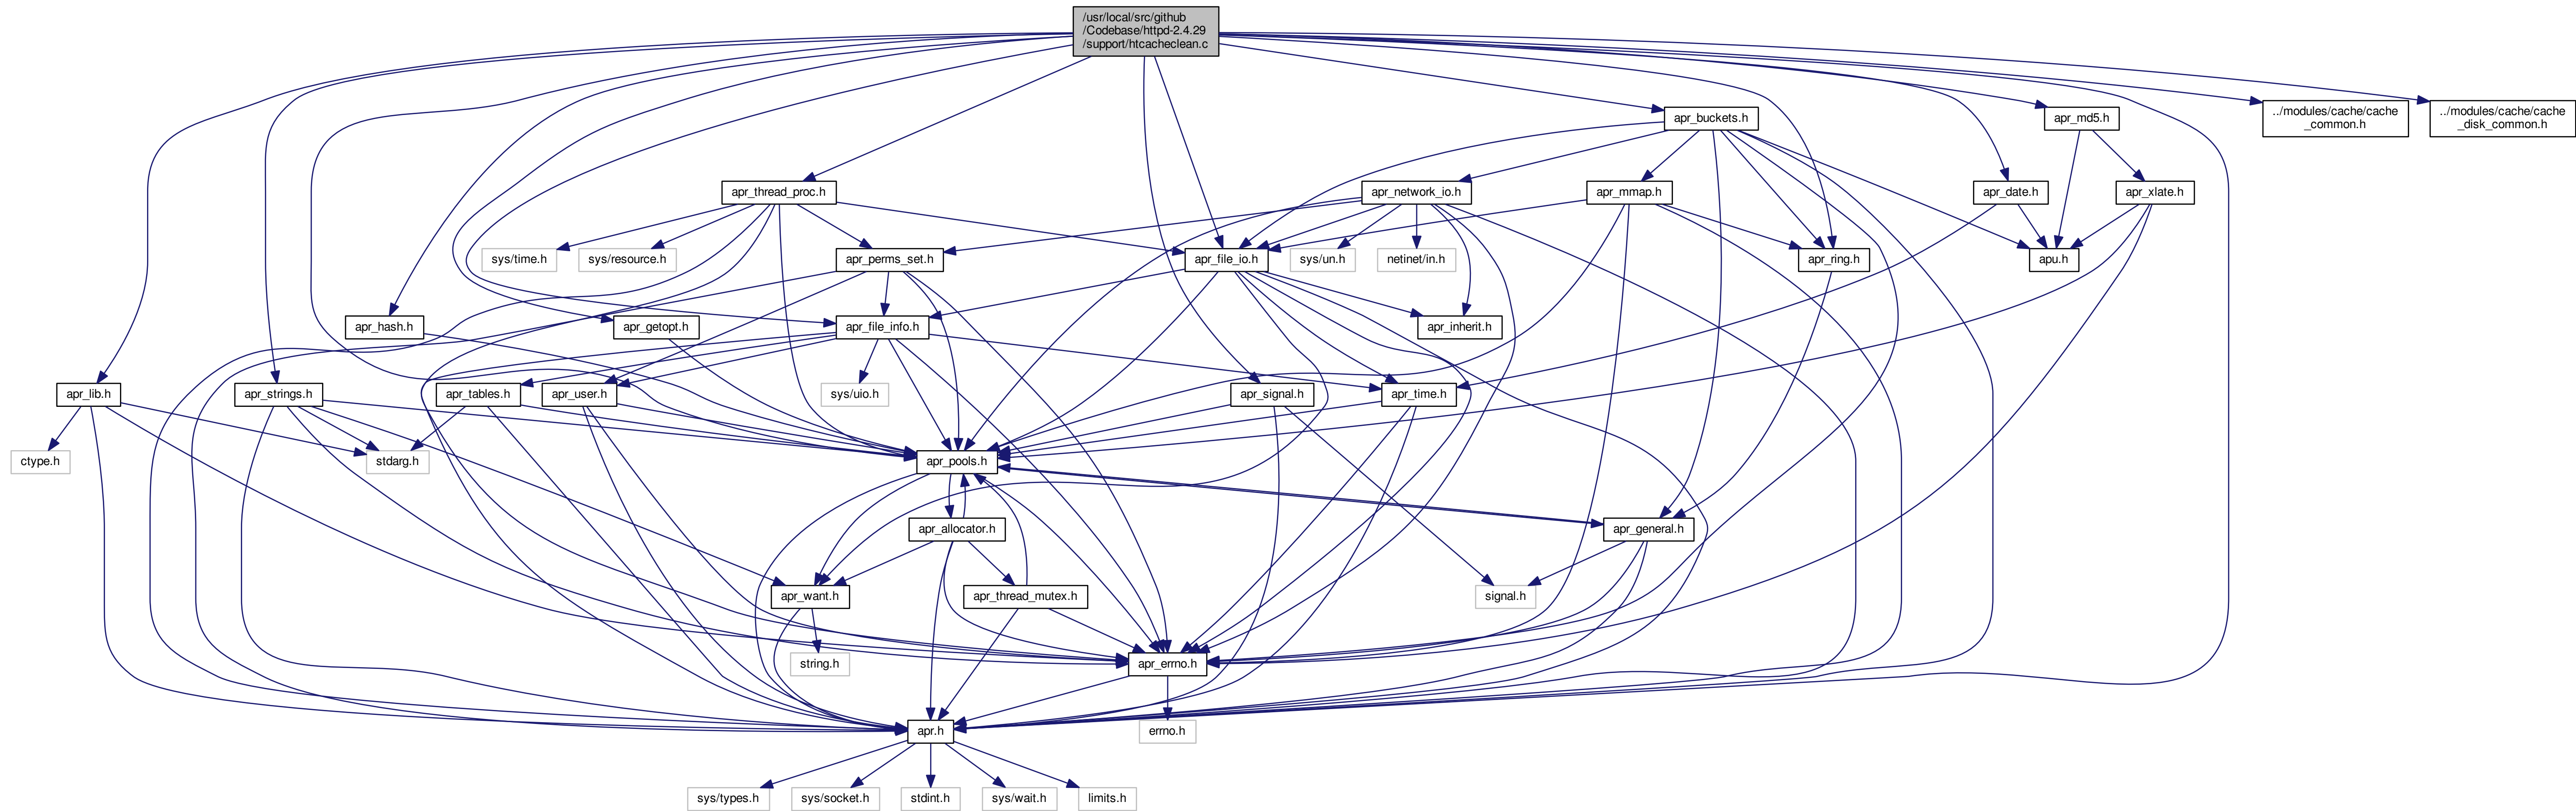 /usr/local/src/github
/Codebase/httpd-2.4.29
/support/htcacheclean.c
apr_buckets.h
apr_md5.h
../modules/cache/cache
_common.h
../modules/cache/cache
_disk_common.h
apr_thread_proc.h
apr_network_io.h
apr_mmap.h
apr_date.h
apr_xlate.h
sys/time.h
sys/resource.h
apr_perms_set.h
apr_file_io.h
sys/un.h
netinet/in.h
apr_ring.h
apu.h
apr_hash.h
apr_getopt.h
apr_file_info.h
apr_inherit.h
apr_lib.h
apr_strings.h
apr_tables.h
apr_user.h
sys/uio.h
apr_signal.h
apr_time.h
ctype.h
stdarg.h
apr_pools.h
apr_allocator.h
apr_general.h
apr_want.h
apr_thread_mutex.h
signal.h
string.h
apr_errno.h
apr.h
errno.h
sys/types.h
sys/socket.h
stdint.h
sys/wait.h
limits.h